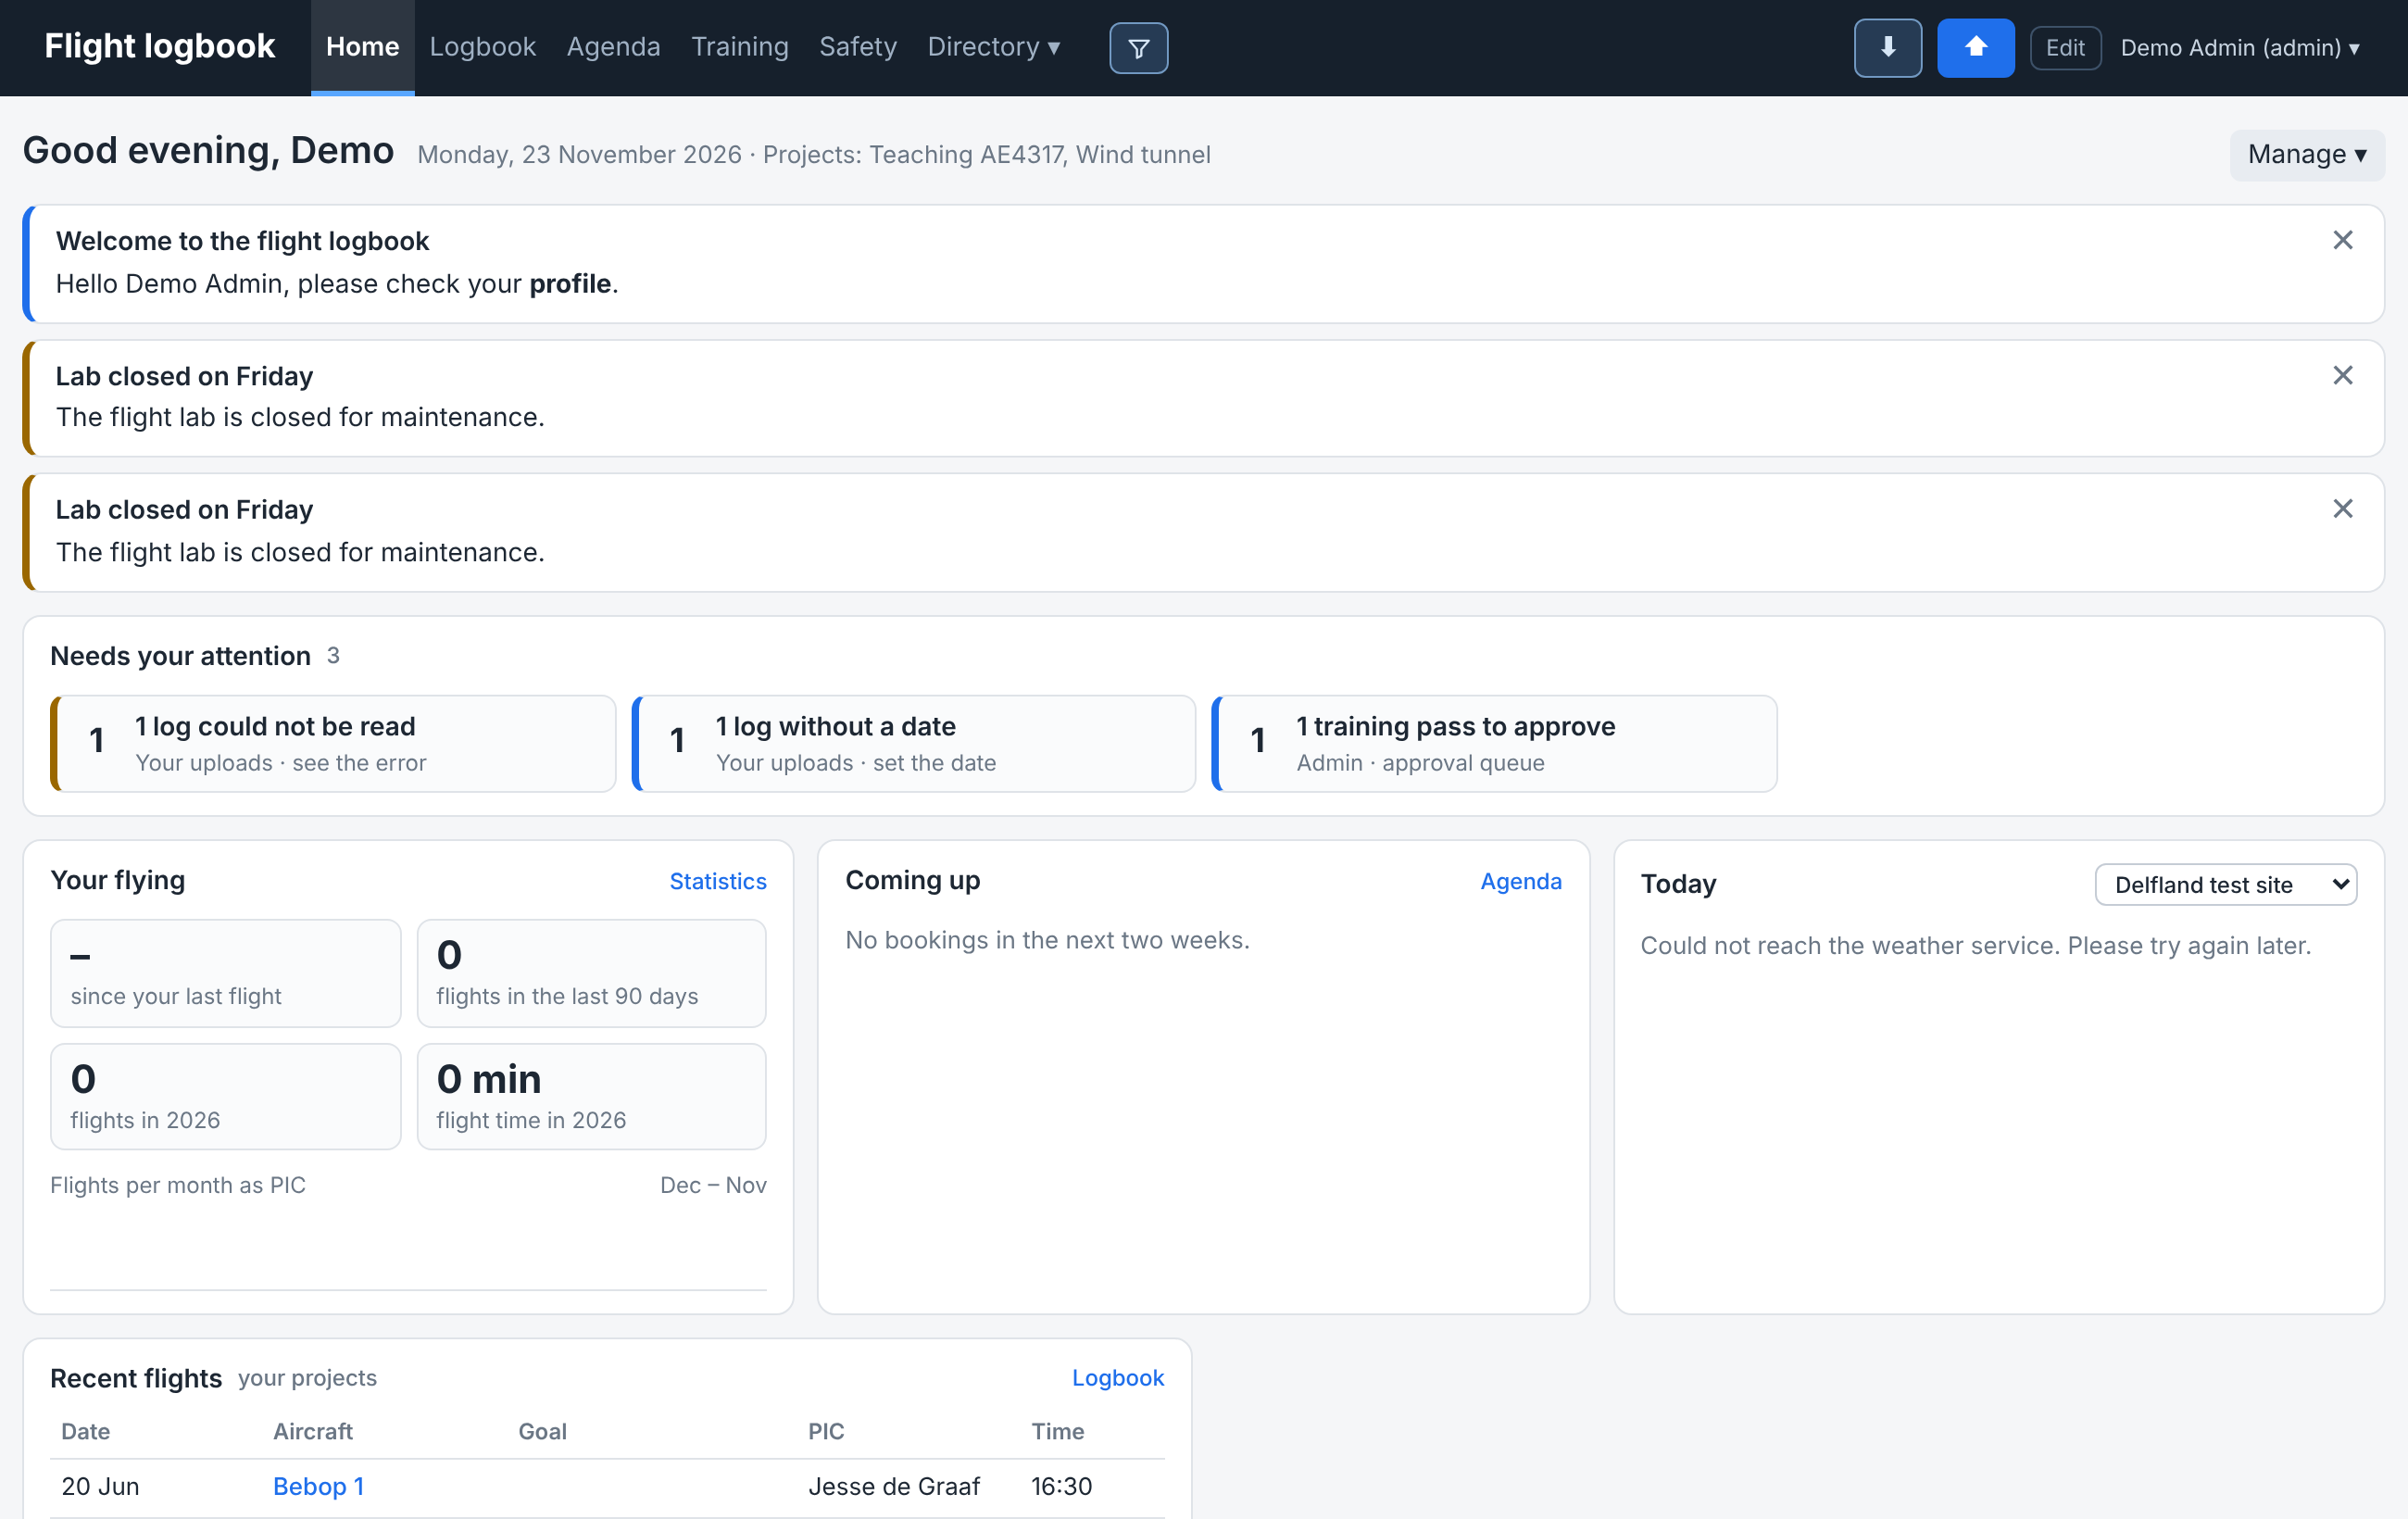 Flight logbook
Home Logbook Agenda Training Safety Directory ▾
Edit Demo Admin (admin) ▾
Good evening, Demo Monday, 23 November 2026 · Projects: Teaching AE4317, Wind tunnel
Manage ▾
Welcome to the flight logbook
Hello Demo Admin, please check your profile.
Lab closed on Friday
The flight lab is closed for maintenance.
Lab closed on Friday
The flight lab is closed for maintenance.
Needs your attention 3
1
1 log could not be read
Your uploads · see the error
1
1 log without a date
Your uploads · set the date
1
1 training pass to approve
Admin · approval queue
Your flying Statistics
–
since your last flight
0
flights in the last 90 days
0
flights in 2026
0 min
flight time in 2026
Flights per month as PIC Dec – Nov
Coming up Agenda
No bookings in the next two weeks.
Today Delfland test site
Could not reach the weather service. Please try again later.
Recent flights your projects Logbook
Date Aircraft Goal PIC Time
20 Jun Bebop 1 Jesse de Graaf 16:30